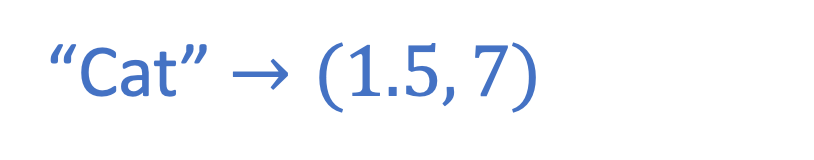 “Cat” → (1.5, 7)